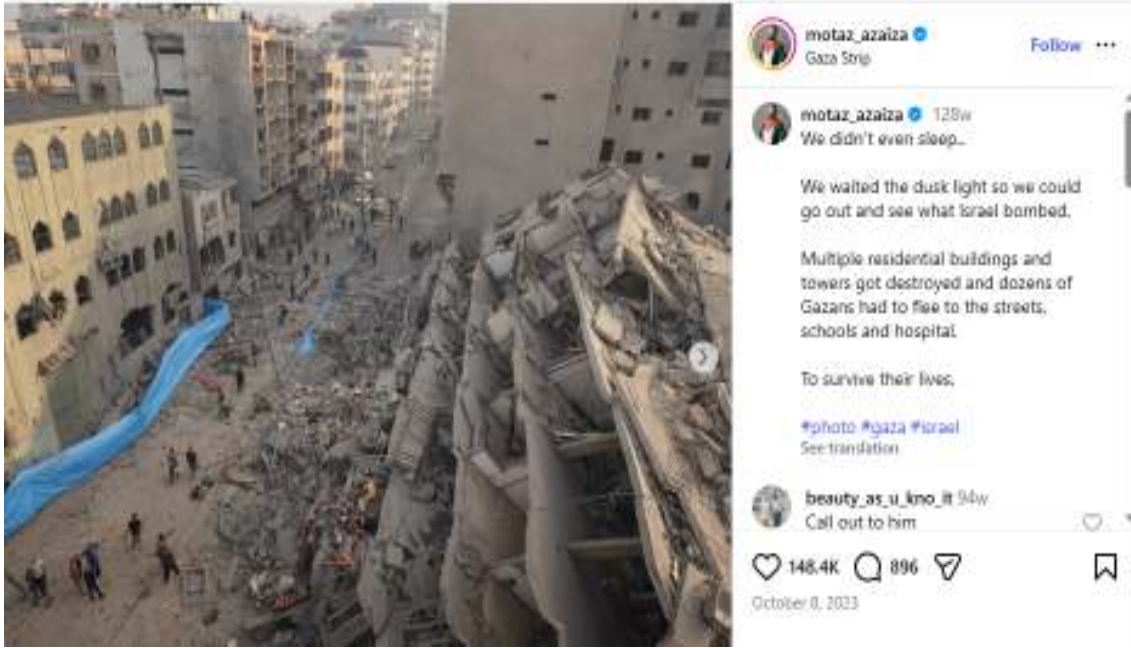 motaz_azaiza
Follow
Gaza Strip
motaz_azaiza 128w
We didn't even sleep..
We waited the dusk light so we could
go out and see what Israel bombed.
Multiple residential buildings and
towers got destroyed and dozens of
Gazans had to flee to the streets,
schools and hospital.
To survive their lives.
#photo #gaza #israel
See translation
beauty_as_u_kno_it 94w
Call out to him
148.4K 896
October 8, 2023